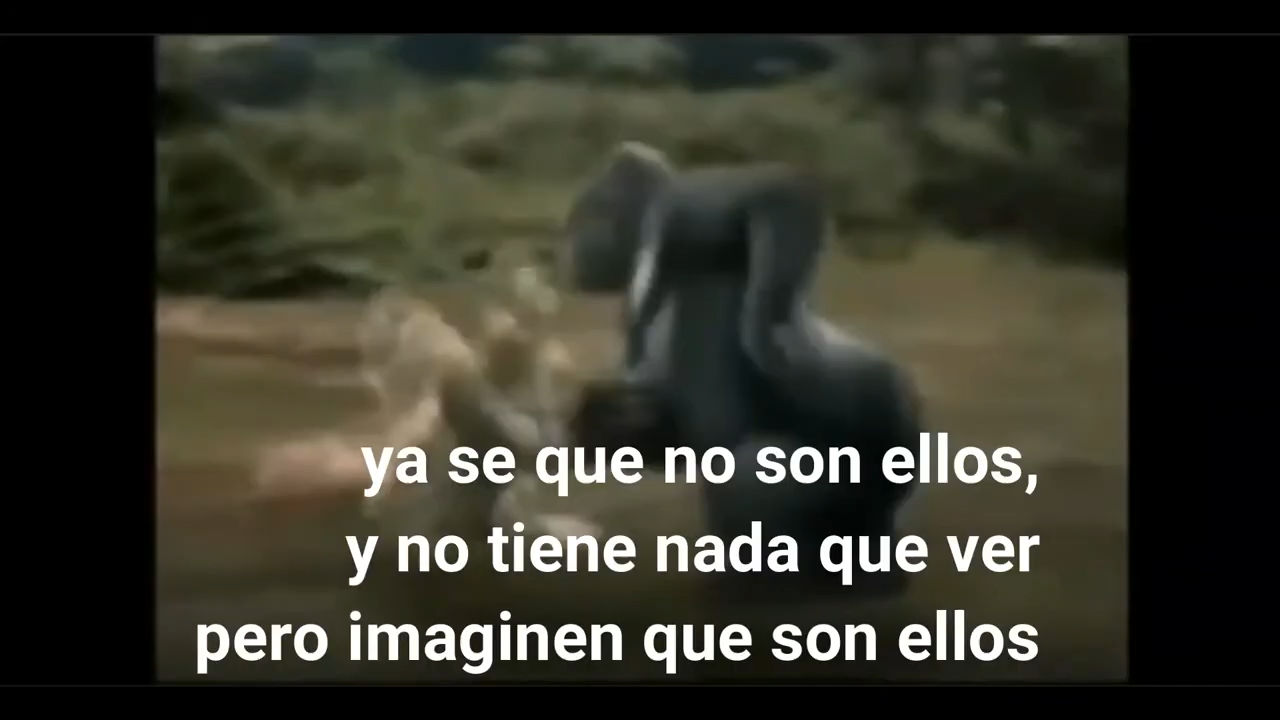 ya se que no son ellos,
y no tiene nada que ver
pero imaginen que son ellos